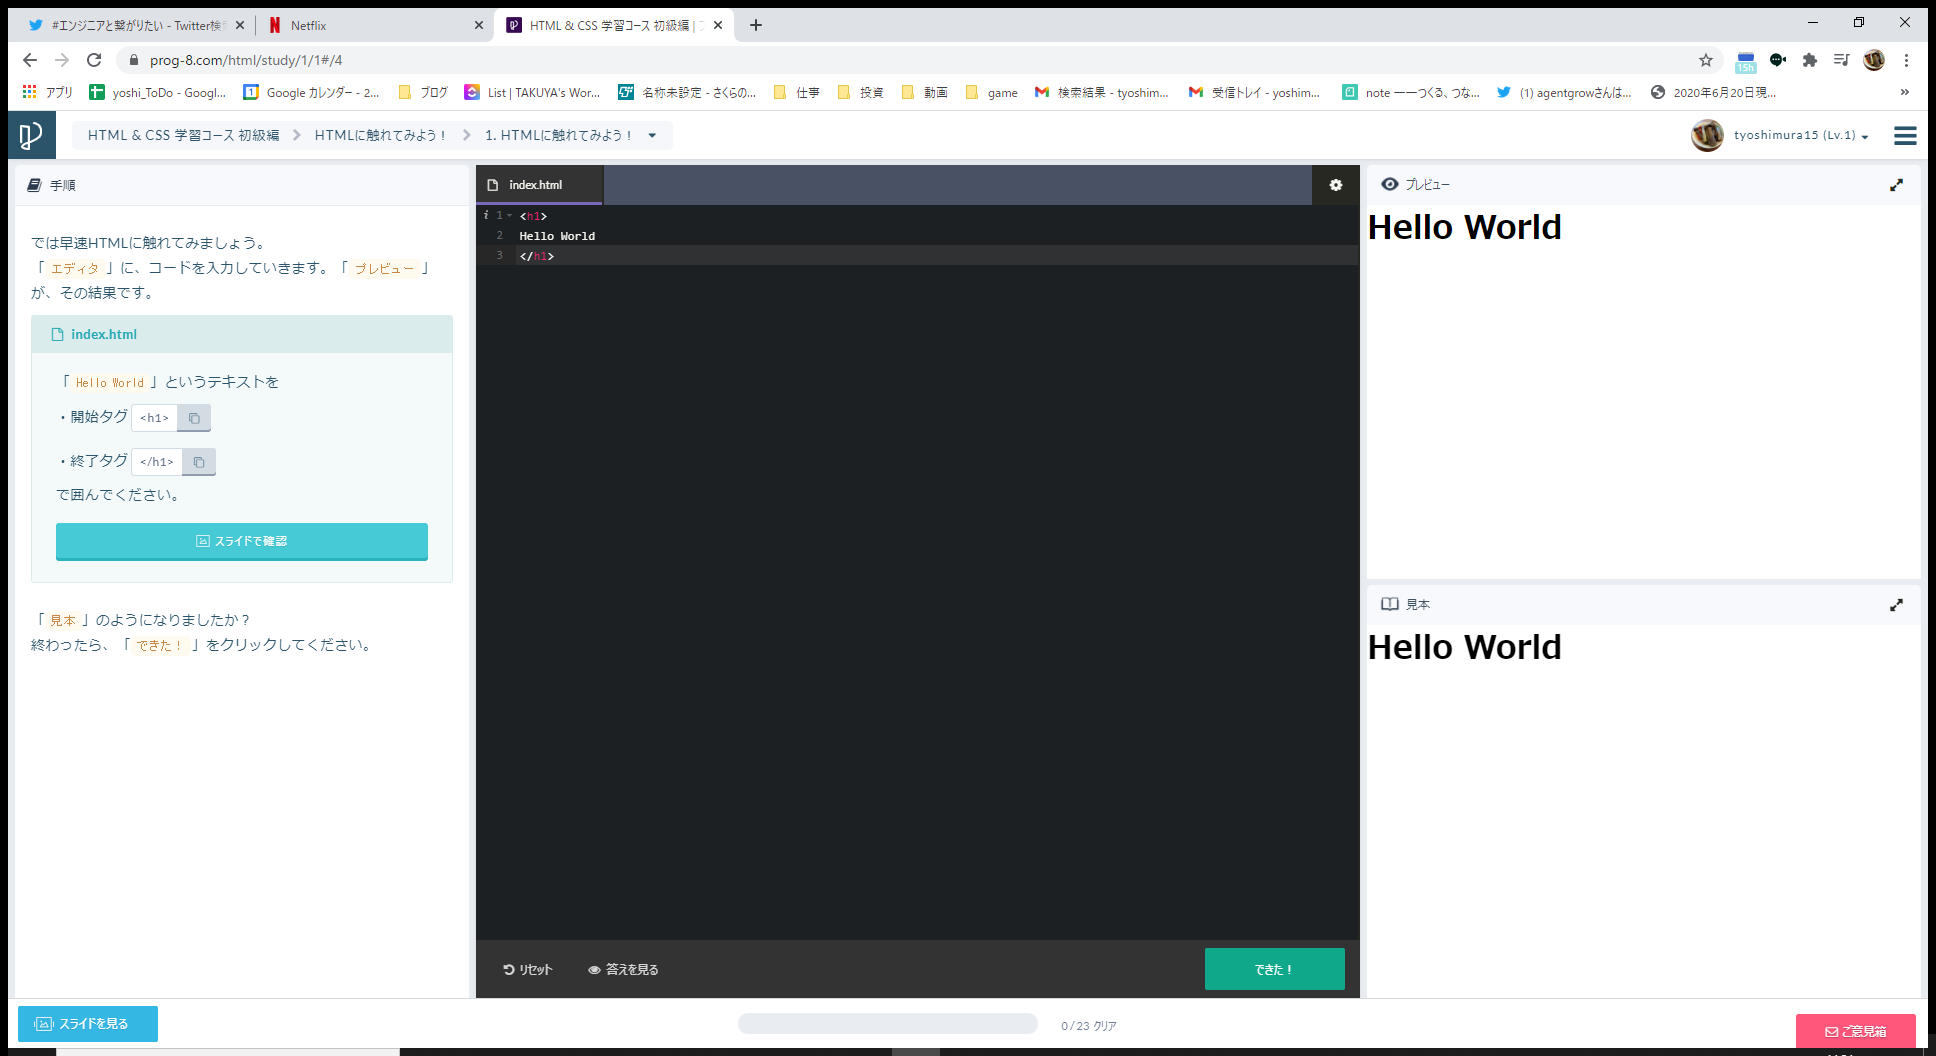 #エンジニアと繋がりたい - Twitter検
Netflix
HTML & CSS 学習コース 初級編 |
prog-8.com/html/study/1/1#/4
15h
アプリ
yoshi_ToDo - Googl...
Google カレンダー - 2...
ブログ
List | TAKUYA's Wor...
名称未設定 - さくらの...
仕事
投資
動画
game
検索結果 - tyoshim...
受信トレイ - yoshim...
note ーーつくる、つな...
(1) agentgrowさんは...
2020年6月20日現...
»
HTML & CSS 学習コース 初級編
HTMLに触れてみよう！
1. HTMLに触れてみよう！
tyoshimura15 (Lv.1)
手順
では早速HTMLに触れてみましょう。
「 エディタ 」に、コードを入力していきます。「 プレビュー 」
が、その結果です。
index.html
「 Hello World 」というテキストを
・開始タグ <h1>
・終了タグ </h1>
で囲んでください。
スライドで確認
「 見本 」のようになりましたか？
終わったら、「 できた！ 」をクリックしてください。
index.html
i 1 <h1>
2 Hello World
3 </h1>
リセット
答えを見る
できた！
プレビュー
Hello World
見本
Hello World
スライドを見る
0/23 クリア
ご意見箱